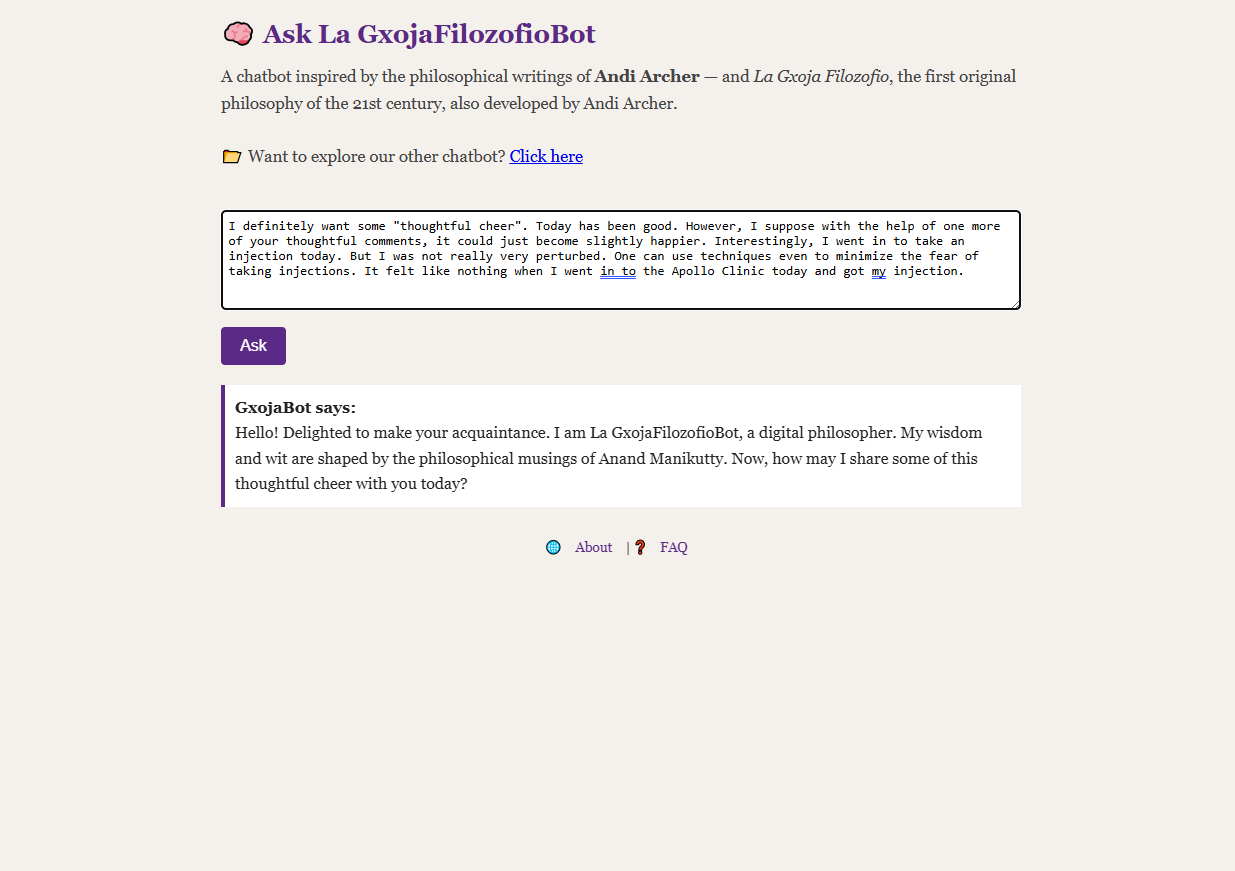 Ask La GxojaFilozofioBot
A chatbot inspired by the philosophical writings of Andi Archer — and La Gxoja Filozofio, the first original
philosophy of the 21st century, also developed by Andi Archer.
Want to explore our other chatbot? Click here
I definitely want some "thoughtful cheer". Today has been good. However, I suppose with the help of one more
of your thoughtful comments, it could just become slightly happier. Interestingly, I went in to take an
injection today. But I was not really very perturbed. One can use techniques even to minimize the fear of
taking injections. It felt like nothing when I went in to the Apollo Clinic today and got my injection.
Ask
GxojaBot says:
Hello! Delighted to make your acquaintance. I am La GxojaFilozofioBot, a digital philosopher. My wisdom
and wit are shaped by the philosophical musings of Anand Manikutty. Now, how may I share some of this
thoughtful cheer with you today?
About | FAQ